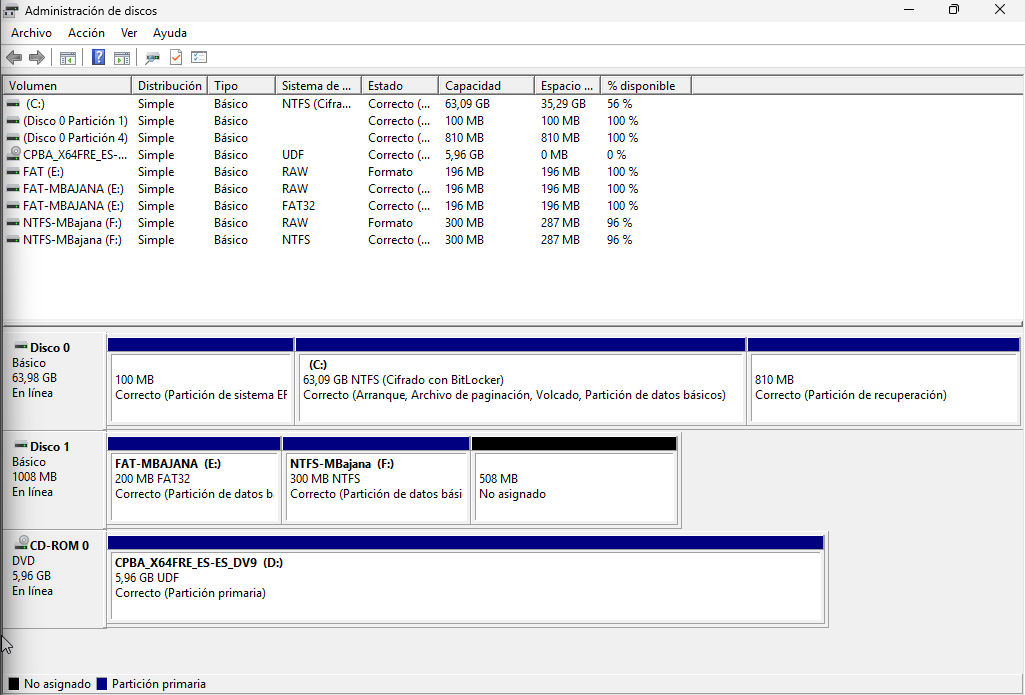 Administración de discos
Archivo Acción Ver Ayuda
Volumen Distribución Tipo Sistema de ... Estado Capacidad Espacio ... % disponible
(C:) Simple Básico NTFS (Cifra... Correcto (... 63,09 GB 35,29 GB 56 %
(Disco 0 Partición 1) Simple Básico Correcto (... 100 MB 100 MB 100 %
(Disco 0 Partición 4) Simple Básico Correcto (... 810 MB 810 MB 100 %
CPBA_X64FRE_ES-... Simple Básico UDF Correcto (... 5,96 GB 0 MB 0 %
FAT (E:) Simple Básico RAW Formato 196 MB 196 MB 100 %
FAT-MBAJANA (E:) Simple Básico RAW Correcto (... 196 MB 196 MB 100 %
FAT-MBAJANA (E:) Simple Básico FAT32 Correcto (... 196 MB 196 MB 100 %
NTFS-MBajana (F:) Simple Básico RAW Formato 300 MB 287 MB 96 %
NTFS-MBajana (F:) Simple Básico NTFS Correcto (... 300 MB 287 MB 96 %
Disco 0
Básico
63,98 GB
En línea
100 MB
Correcto (Partición de sistema EF
(C:)
63,09 GB NTFS (Cifrado con BitLocker)
Correcto (Arranque, Archivo de paginación, Volcado, Partición de datos básicos)
810 MB
Correcto (Partición de recuperación)
Disco 1
Básico
1008 MB
En línea
FAT-MBAJANA (E:)
200 MB FAT32
Correcto (Partición de datos b
NTFS-MBajana (F:)
300 MB NTFS
Correcto (Partición de datos bási
508 MB
No asignado
CD-ROM 0
DVD
5,96 GB
En línea
CPBA_X64FRE_ES-ES_DV9 (D:)
5,96 GB UDF
Correcto (Partición primaria)
No asignado Partición primaria